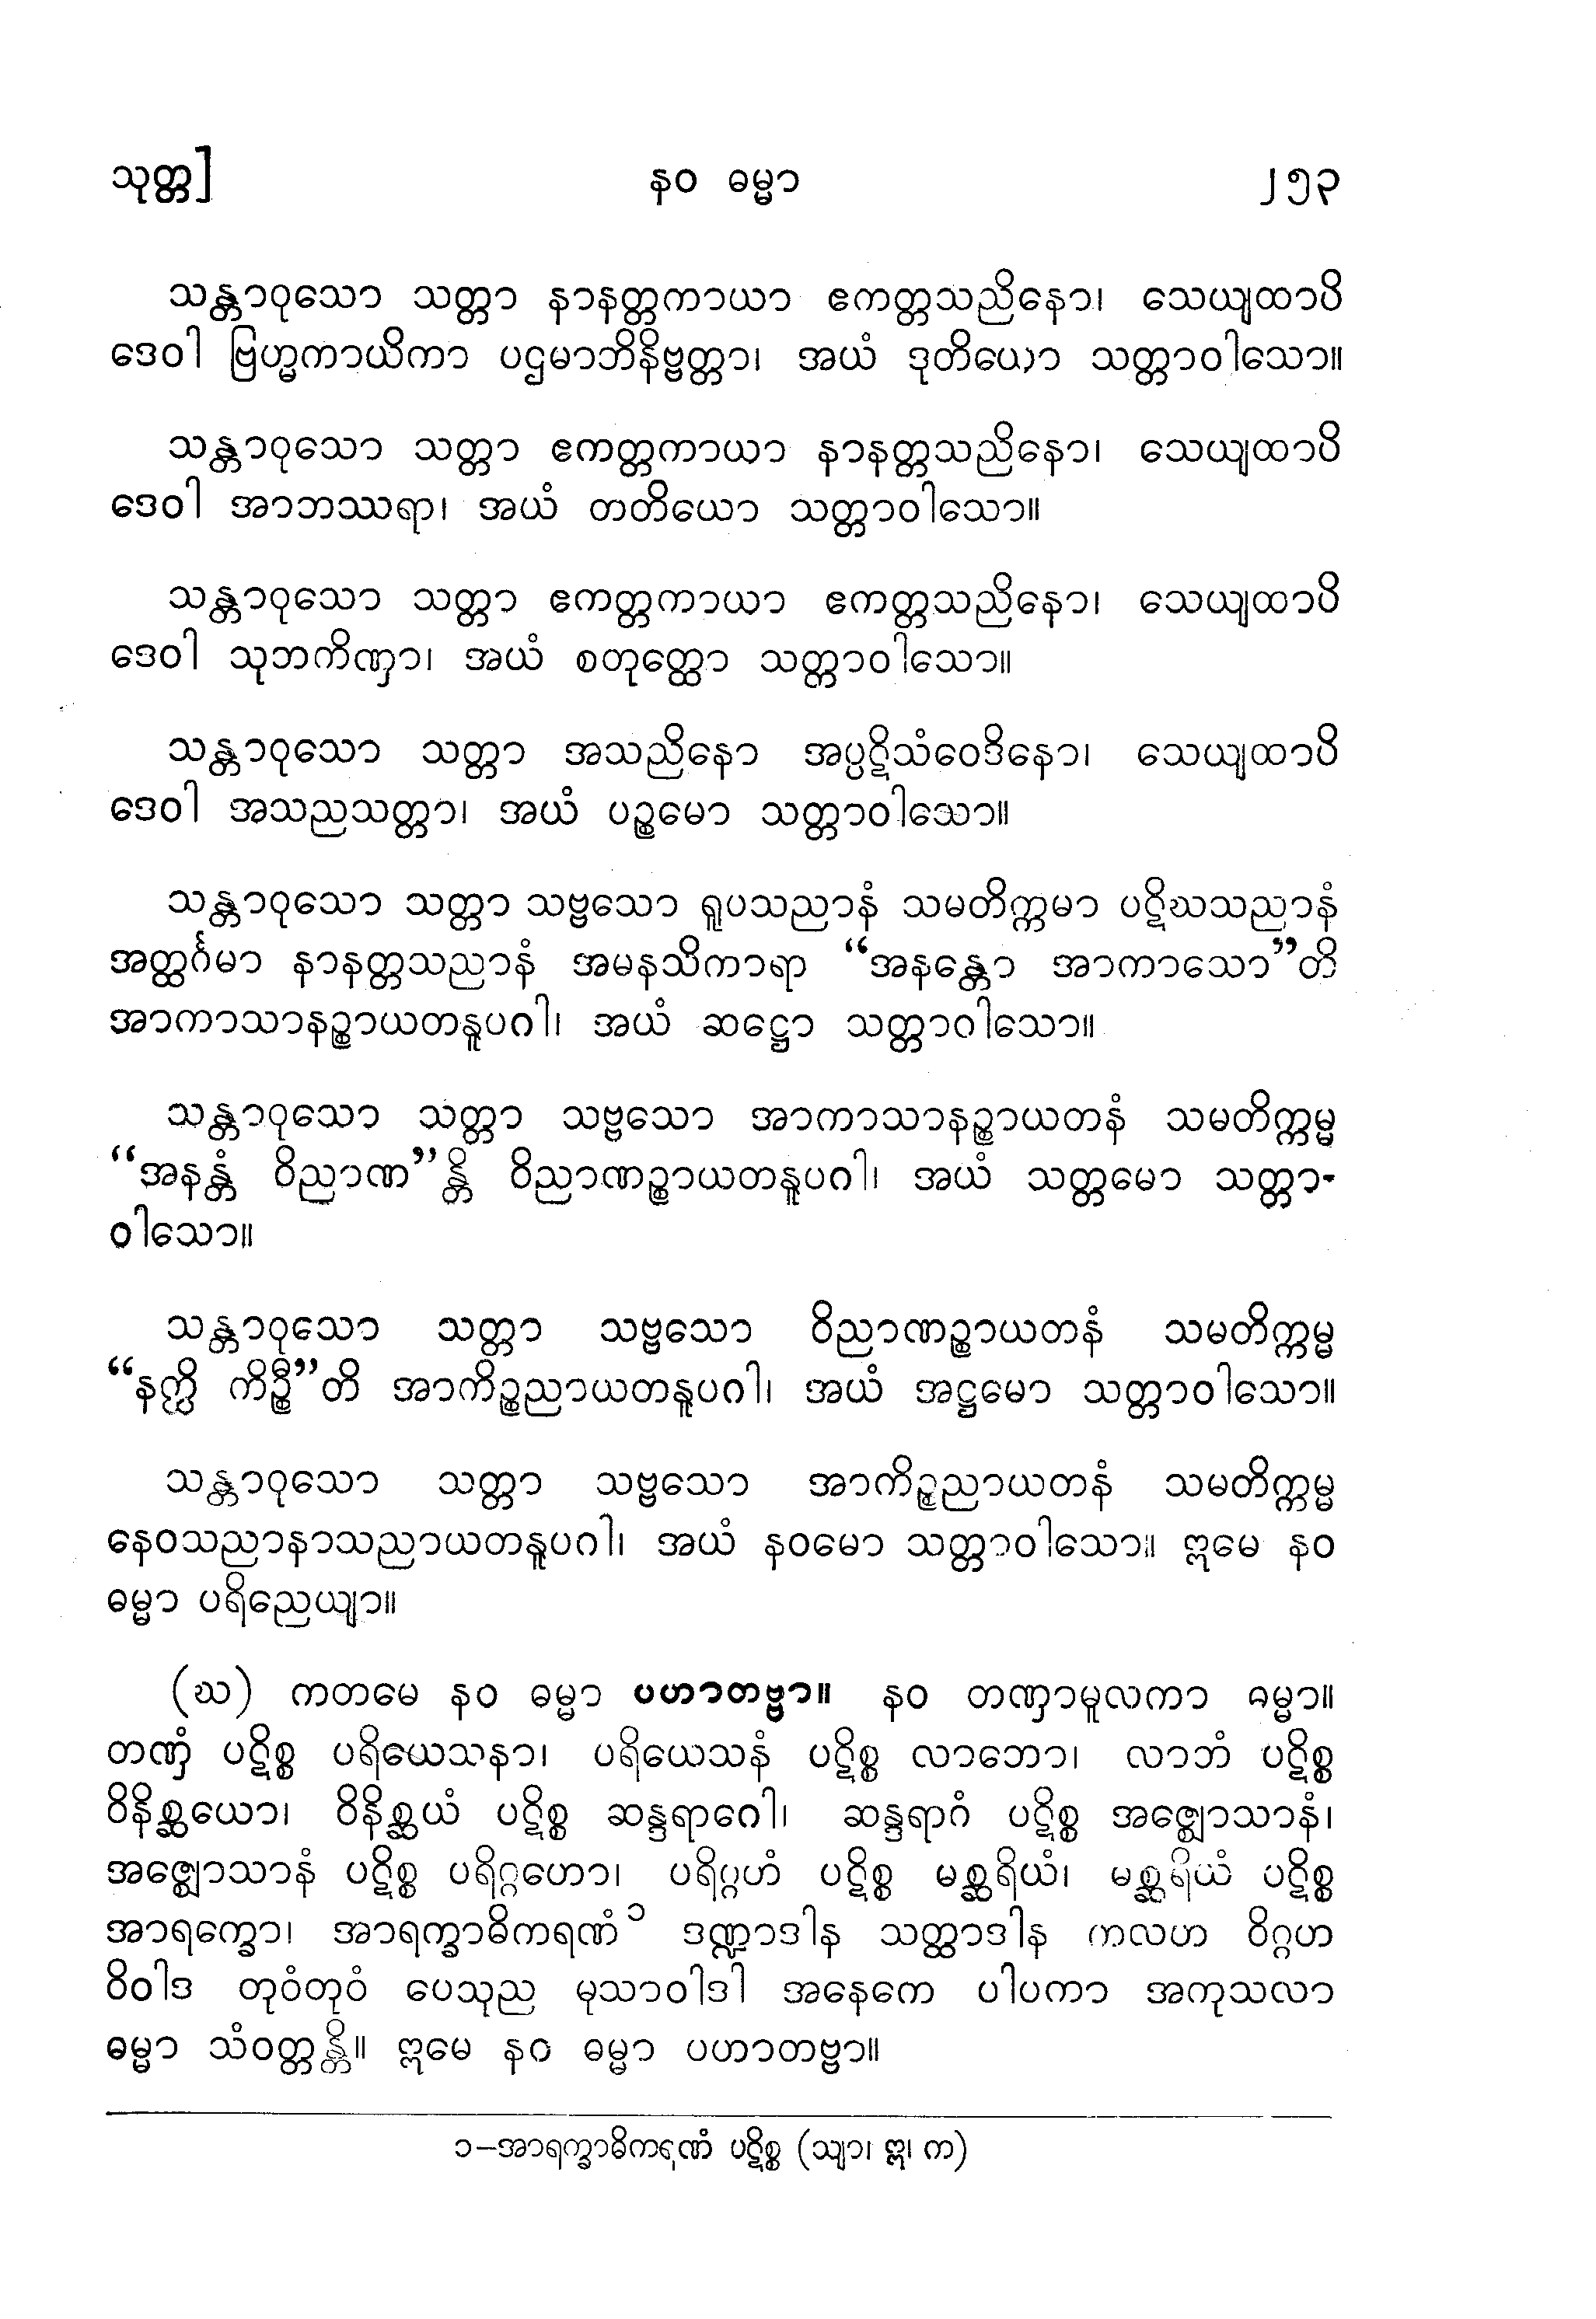 သုတ္တ] နဝ ဓမ္မာ ၂၅၃
သန္တာဝုသော သတ္တာ နာနတ္တကာယာ ဧကတ္တသညိနော၊ သေယျထာပိ
ဒေဝါ ဗြဟ္မကာယိကာ ပဌမာဘိနိဗ္ဗတ္တာ၊ အယံ ဒုတိယော သတ္တာဝါသော။
သန္တာဝုသော သတ္တာ ဧကတ္တကာယာ နာနတ္တသညိနော၊ သေယျထာပိ
ဒေဝါ အာဘဿရာ၊ အယံ တတိယော သတ္တာဝါသော။
သန္တာဝုသော သတ္တာ ဧကတ္တကာယာ ဧကတ္တသညိနော၊ သေယျထာပိ
ဒေဝါ သုဘကိဏှာ၊ အယံ စတုတ္ထော သတ္တာဝါသော။
သန္တာဝုသော သတ္တာ အသညိနော အပ္ပဋိသံဝေဒိနော၊ သေယျထာပိ
ဒေဝါ အသညသတ္တာ၊ အယံ ပဉ္စမော သတ္တာဝါသော။
သန္တာဝုသော သတ္တာ သဗ္ဗသော ရူပသညာနံ သမတိက္ကမာ ပဋိဃသညာနံ
အတ္ထင်္ဂမာ နာနတ္တသညာနံ အမနသိကာရာ “အနန္တော အာကာသော”တိ
အာကာသာနဉ္စာယတနူပဂါ၊ အယံ ဆဋ္ဌော သတ္တာဝါသော။
သန္တာဝုသော သတ္တာ သဗ္ဗသော အာကာသာနဉ္စာယတနံ သမတိက္ကမ္မ
“အနန္တံ ဝိညာဏ”န္တိ ဝိညာဏဉ္စာယတနူပဂါ၊ အယံ သတ္တမော သတ္တာ-
ဝါသော။
သန္တာဝုသော သတ္တာ သဗ္ဗသော ဝိညာဏဉ္စာယတနံ သမတိက္ကမ္မ
“နတ္ထိ ကိဉ္စီ”တိ အာကိဉ္စညာယတနူပဂါ၊ အယံ အဋ္ဌမော သတ္တာဝါသော။
သန္တာဝုသော သတ္တာ သဗ္ဗသော အာကိဉ္စညာယတနံ သမတိက္ကမ္မ
နေဝသညာနာသညာယတနူပဂါ၊ အယံ နဝမော သတ္တာဝါသော။ ဣမေ နဝ
ဓမ္မာ ပရိညေယျာ။
(ဃ) ကတမေ နဝ ဓမ္မာ ပဟာတဗ္ဗာ။ နဝ တဏှာမူလကာ ဓမ္မာ။
တဏှံ ပဋိစ္စ ပရိယေသနာ၊ ပရိယေသနံ ပဋိစ္စ လာဘော၊ လာဘံ ပဋိစ္စ
ဝိနိစ္ဆယော၊ ဝိနိစ္ဆယံ ပဋိစ္စ ဆန္ဒရာဂေါ၊ ဆန္ဒရာဂံ ပဋိစ္စ အဇ္ဈောသာနံ၊
အဇ္ဈောသာနံ ပဋိစ္စ ပရိဂ္ဂဟော၊ ပရိဂ္ဂဟံ ပဋိစ္စ မစ္ဆရိယံ၊ မစ္ဆရိယံ ပဋိစ္စ
အာရက္ခော၊ အာရက္ခာဓိကရဏံ ၁ ဒဏ္ဍာဒါန သတ္ထာဒါန ကလဟ ဝိဂ္ဂဟ
ဝိဝါဒ တုဝံတုဝံ ပေသုည မုသာဝါဒါ အနေကေ ပါပကာ အကုသလာ
ဓမ္မာ သံဝတ္တန္တိ။ ဣမေ နဝ ဓမ္မာ ပဟာတဗ္ဗာ။
၁–အာရက္ခာဓိကရဏံ ပဋိစ္စ (သျာ၊ ဣ၊ က)